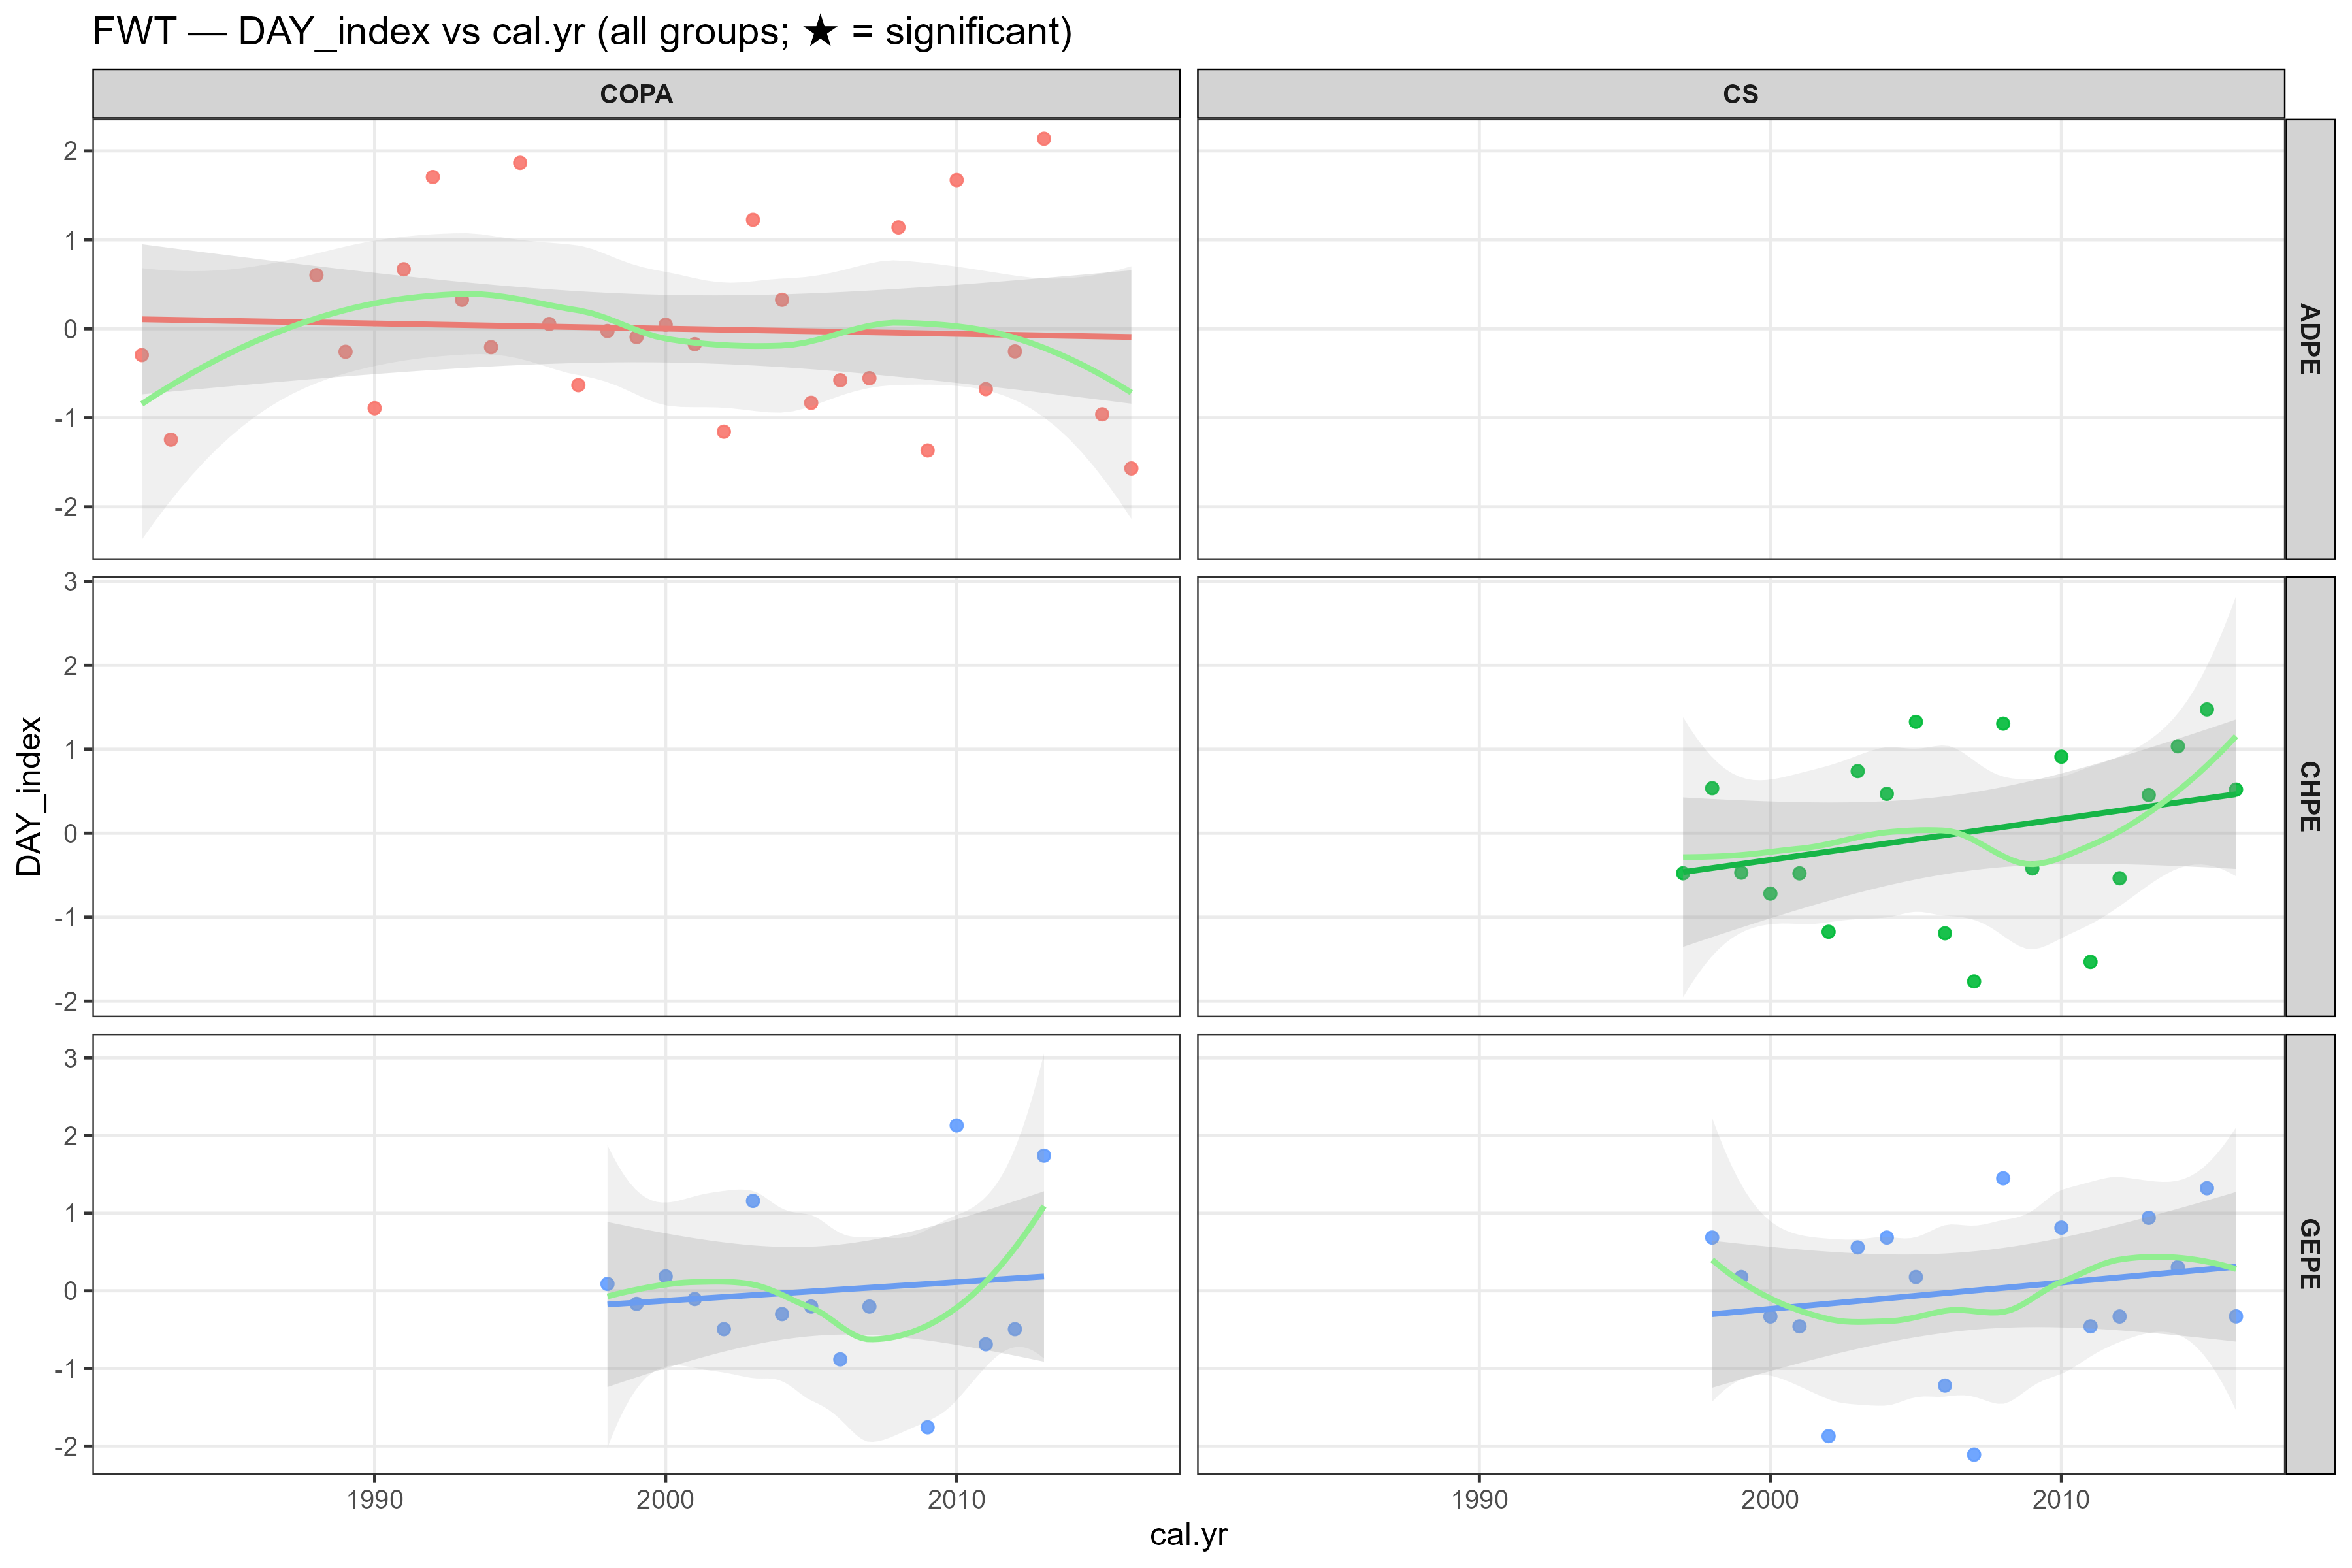 FWT — DAY_index vs cal.yr (all groups; ★ = significant)
COPA
CS
2
1
0
-1
-2
ADPE
3
2
1
0
-1
-2
CHPE
3
2
1
0
-1
-2
GEPE
DAY_index
1990
2000
2010
1990
2000
2010
cal.yr